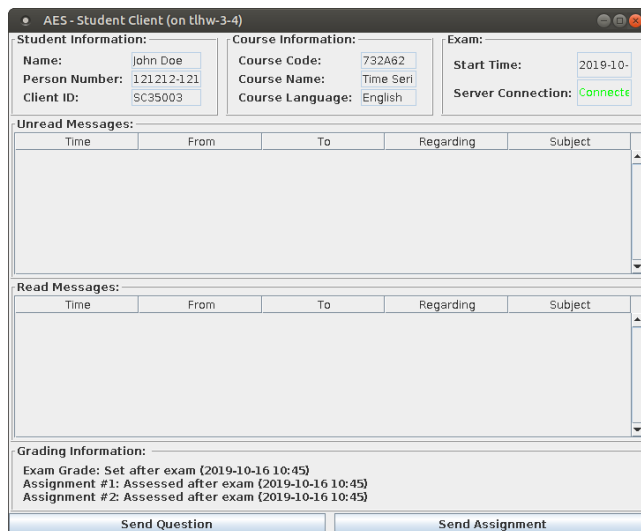 AES - Student Client (on tlhw-3-4)
Student Information:
Name: John Doe
Person Number: 121212-121
Client ID: SC35003
Course Information:
Course Code: 732A62
Course Name: Time Seri
Course Language: English
Exam:
Start Time: 2019-10-
Server Connection: Connecte
Unread Messages:
Time From To Regarding Subject
Read Messages:
Time From To Regarding Subject
Grading Information:
Exam Grade: Set after exam (2019-10-16 10:45)
Assignment #1: Assessed after exam (2019-10-16 10:45)
Assignment #2: Assessed after exam (2019-10-16 10:45)
Send Question Send Assignment